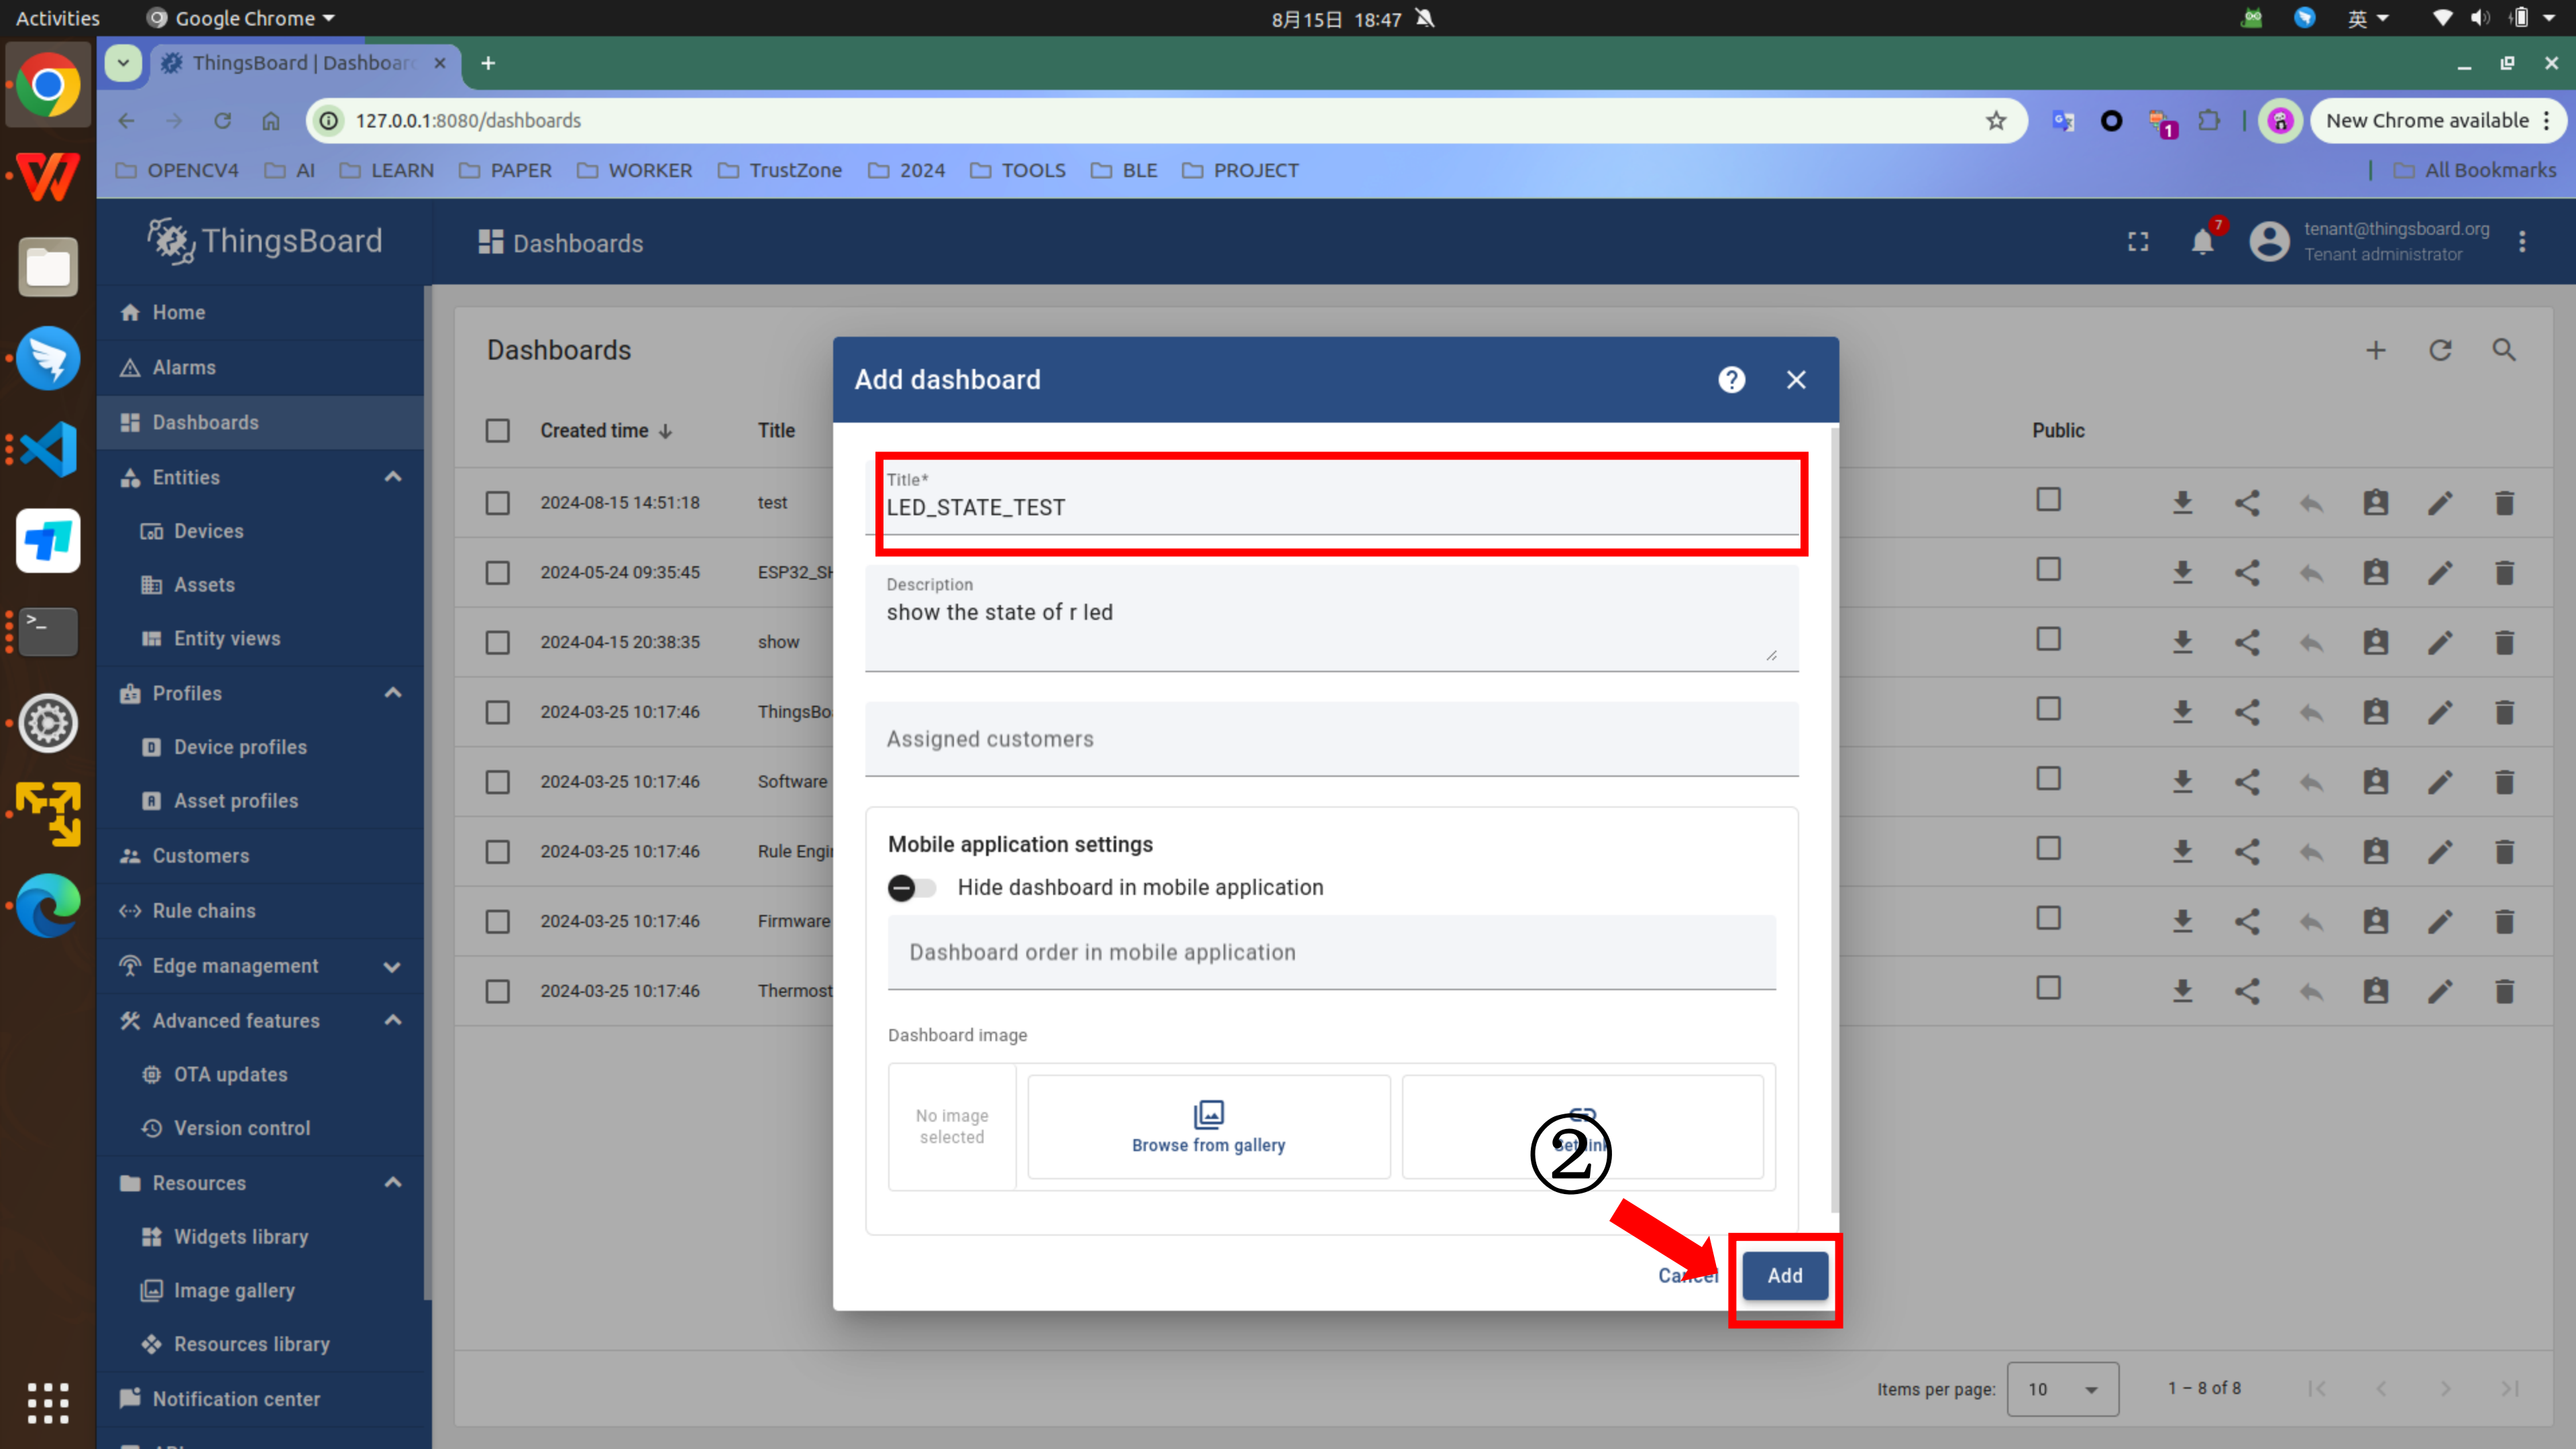 Activities
Google Chrome
8月15日 18:47
英
ThingsBoard | Dashboar
127.0.0.1:8080/dashboards
1
New Chrome available
OPENCV4
AI
LEARN
PAPER
WORKER
TrustZone
2024
TOOLS
BLE
PROJECT
All Bookmarks
ThingsBoard
Dashboards
7
tenant@thingsboard.org
Tenant administrator
Home
Alarms
Dashboards
Entities
Devices
Assets
Entity views
Profiles
Device profiles
Asset profiles
Customers
Rule chains
Edge management
Advanced features
OTA updates
Version control
Resources
Widgets library
Image gallery
Resources library
Notification center
Dashboards
Created time
Title
Public
2024-08-15 14:51:18
test
2024-05-24 09:35:45
ESP32_SH
2024-04-15 20:38:35
show
2024-03-25 10:17:46
ThingsBo
2024-03-25 10:17:46
Software
2024-03-25 10:17:46
Rule Engi
2024-03-25 10:17:46
Firmware
2024-03-25 10:17:46
Thermost
Add dashboard
Title*
LED_STATE_TEST
Description
show the state of r led
Assigned customers
Mobile application settings
Hide dashboard in mobile application
Dashboard order in mobile application
Dashboard image
No image
selected
Browse from gallery
②
Cancel
Add
Items per page:
10
1 – 8 of 8